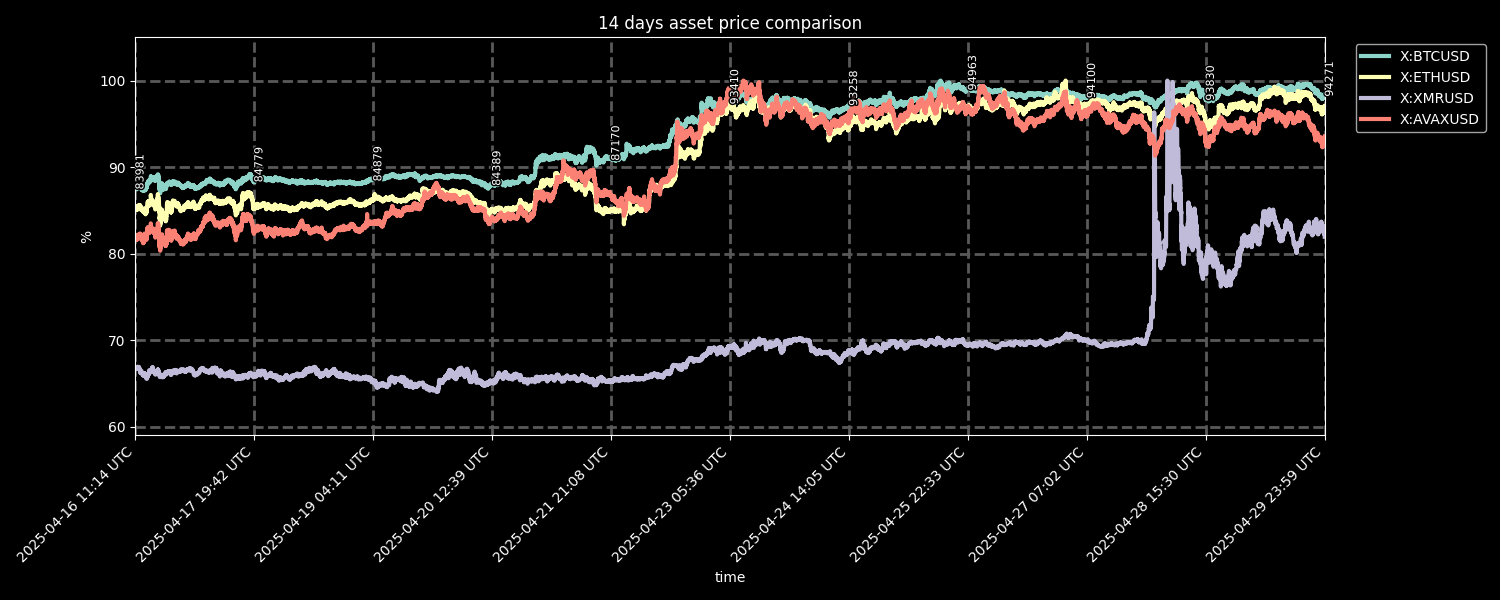 14 days asset price comparison
X:BTCUSD
X:ETHUSD
X:XMRUSD
X:AVAXUSD
100
90
80
70
60
%
83981
84779
84879
84389
87170
93410
93258
94963
94100
93830
94271
2025-04-16 11:14 UTC
2025-04-17 19:42 UTC
2025-04-19 04:11 UTC
2025-04-20 12:39 UTC
2025-04-21 21:08 UTC
2025-04-23 05:36 UTC
2025-04-24 14:05 UTC
2025-04-25 22:33 UTC
2025-04-27 07:02 UTC
2025-04-28 15:30 UTC
2025-04-29 23:59 UTC
time